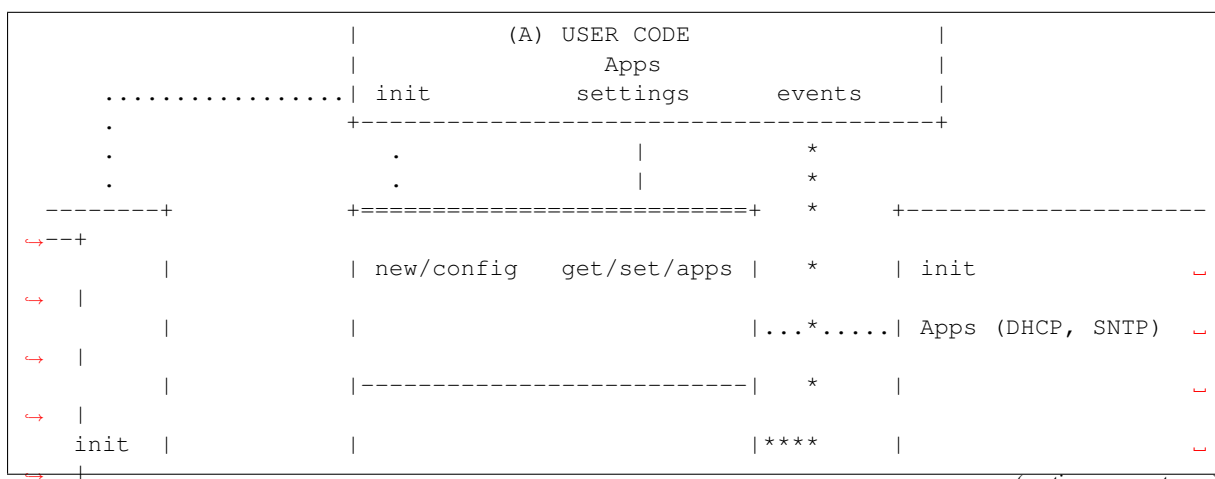 |          (A) USER CODE                 |
|                 Apps                   |
.................| init          settings      events     |
.                +----------------------------------------+
.                   .                |           *
.                   .                |           *
--------+            +===========================+   *     +---------------------
↪--+
|            | new/config   get/set/apps |   *     | init                ␣
↪  |
|            |                           |...*.....| Apps (DHCP, SNTP)   ␣
↪  |
|            |---------------------------|   *     |                     ␣
↪  |
init  |            |                           |****     |                     ␣
↪  |